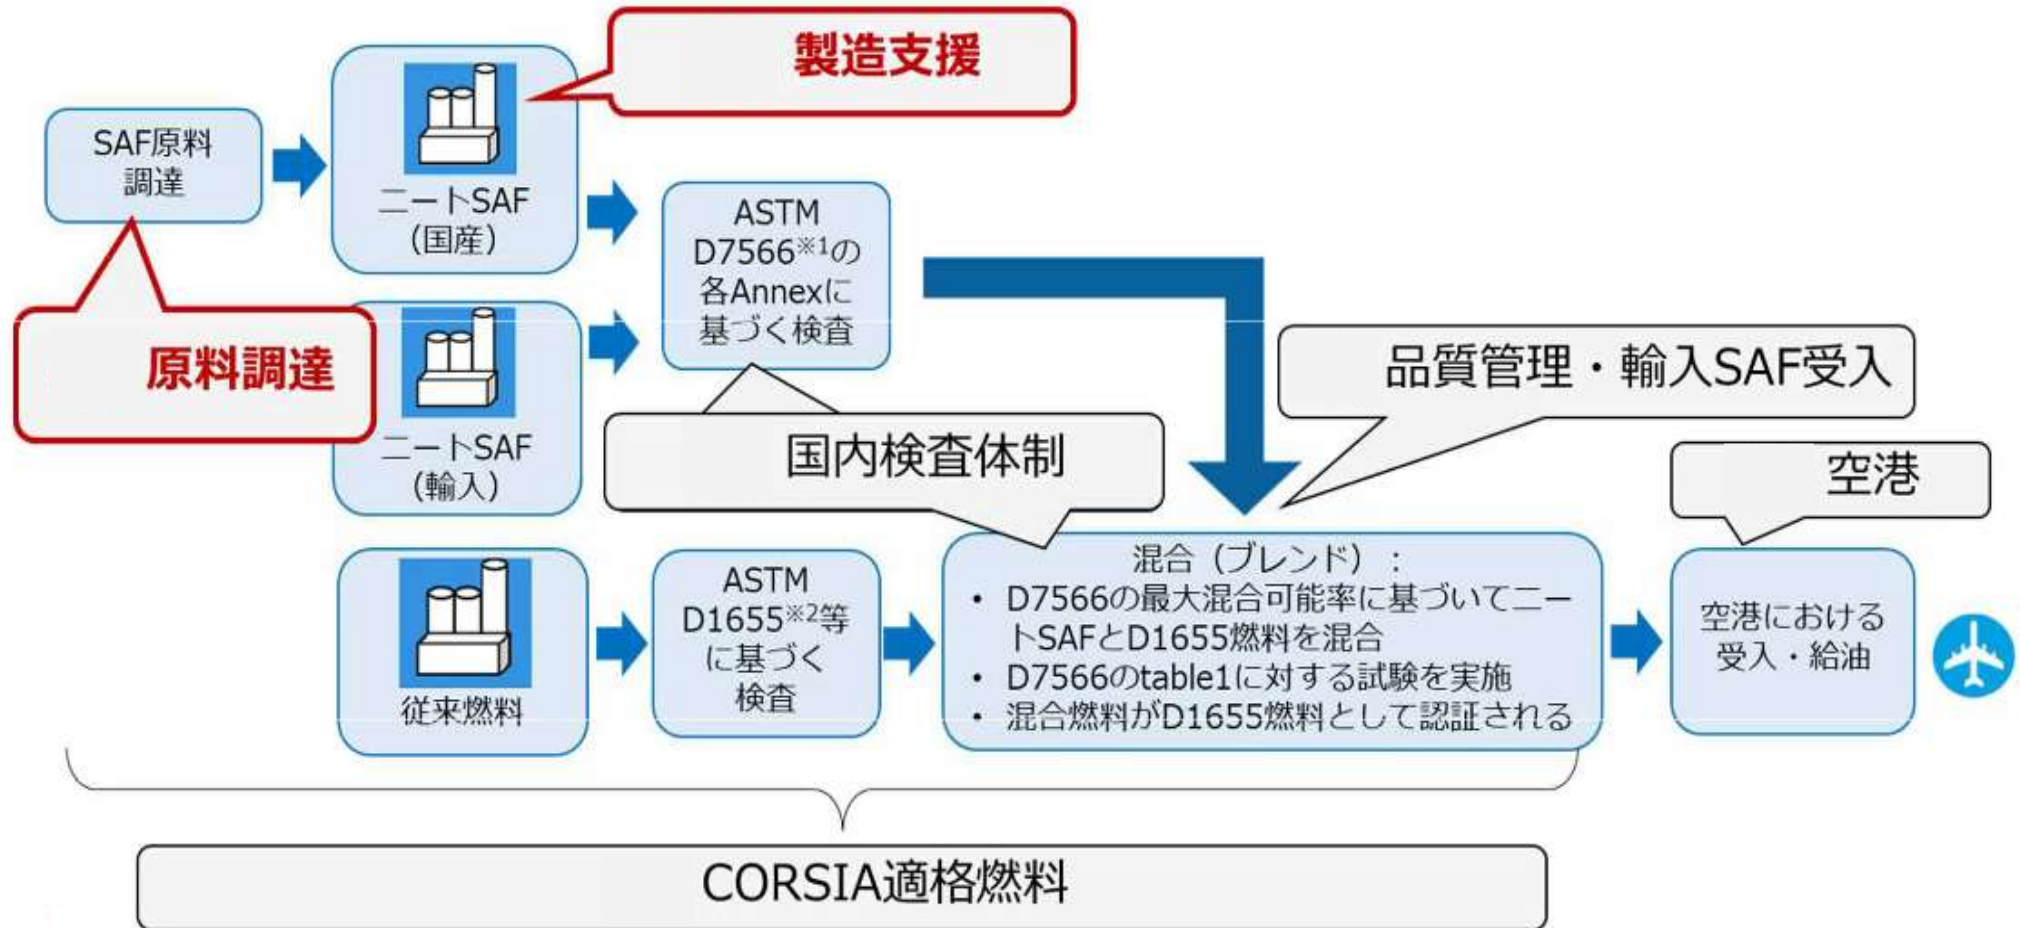 製造支援
SAF原料
調達
ニートSAF
(国産)
ASTM
D7566※1の
各Annexに
基づく検査
原料調達
ニートSAF
(輸入)
国内検査体制
品質管理・輸入SAF受入
空港
従来燃料
ASTM
D1655※2等
に基づく
検査
混合（ブレンド）：
• D7566の最大混合可能率に基づいてニー
トSAFとD1655燃料を混合
• D7566のtable1に対する試験を実施
• 混合燃料がD1655燃料として認証される
空港における
受入・給油
CORSIA適格燃料